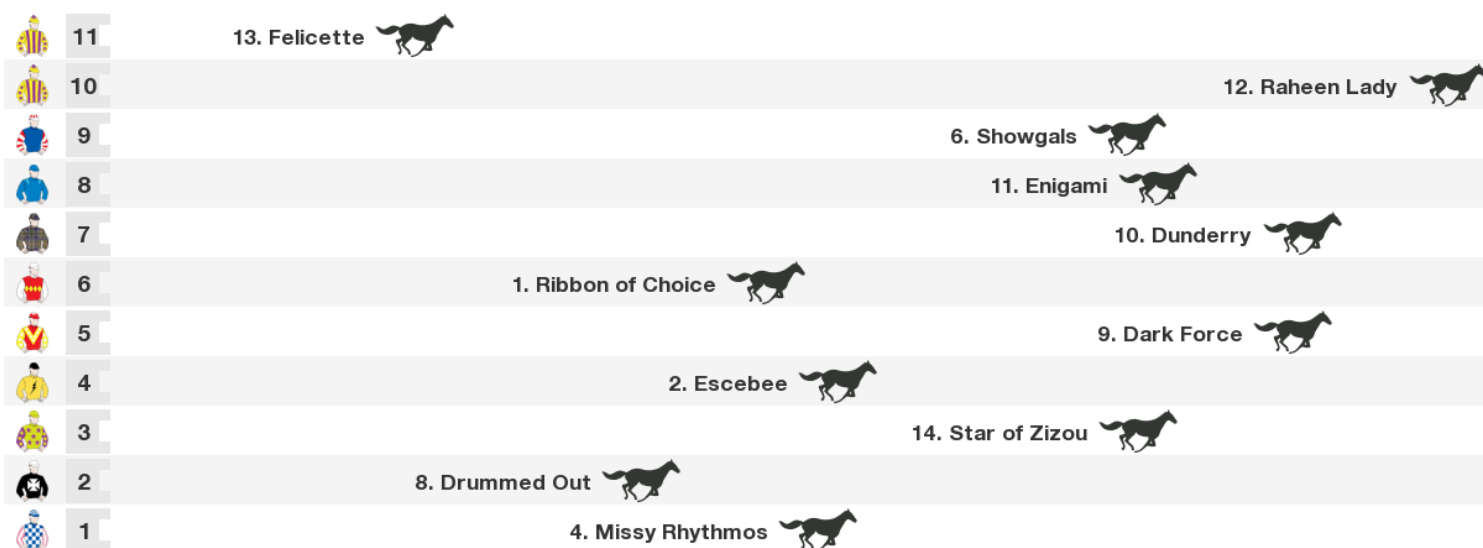 11 13. Felicette
10 12. Raheen Lady
9 6. Showgals
8 11. Enigami
7 10. Dunderry
6 1. Ribbon of Choice
5 9. Dark Force
4 2. Escebee
3 14. Star of Zizou
2 8. Drummed Out
1 4. Missy Rhythmos